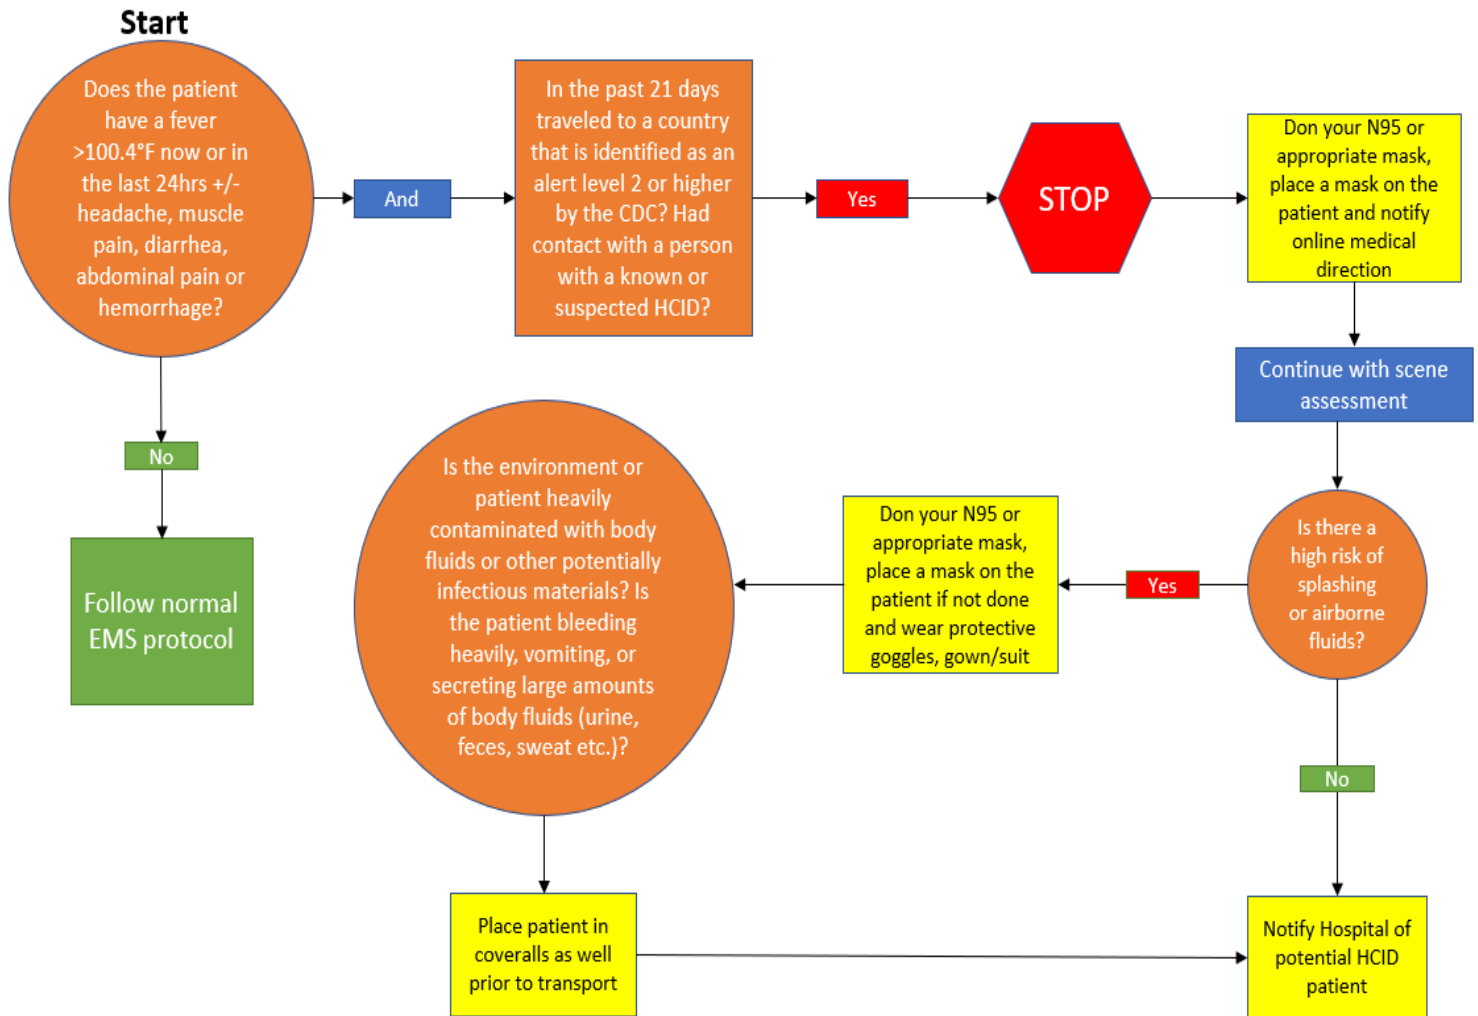 Start
Does the patient
have a fever
>100.4°F now or in
the last 24hrs +/-
headache, muscle
pain, diarrhea,
abdominal pain or
hemorrhage?
And
In the past 21 days
traveled to a country
that is identified as an
alert level 2 or higher
by the CDC? Had
contact with a person
with a known or
suspected HCID?
Yes
STOP
Don your N95 or
appropriate mask,
place a mask on the
patient and notify
online medical
direction
Continue with scene
assessment
No
Follow normal
EMS protocol
Is there a
high risk of
splashing
or airborne
fluids?
Yes
Don your N95 or
appropriate mask,
place a mask on the
patient if not done
and wear protective
goggles, gown/suit
Is the environment or
patient heavily
contaminated with body
fluids or other potentially
infectious materials? Is
the patient bleeding
heavily, vomiting, or
secreting large amounts
of body fluids (urine,
feces, sweat etc.)?
No
Place patient in
coveralls as well
prior to transport
Notify Hospital of
potential HCID
patient